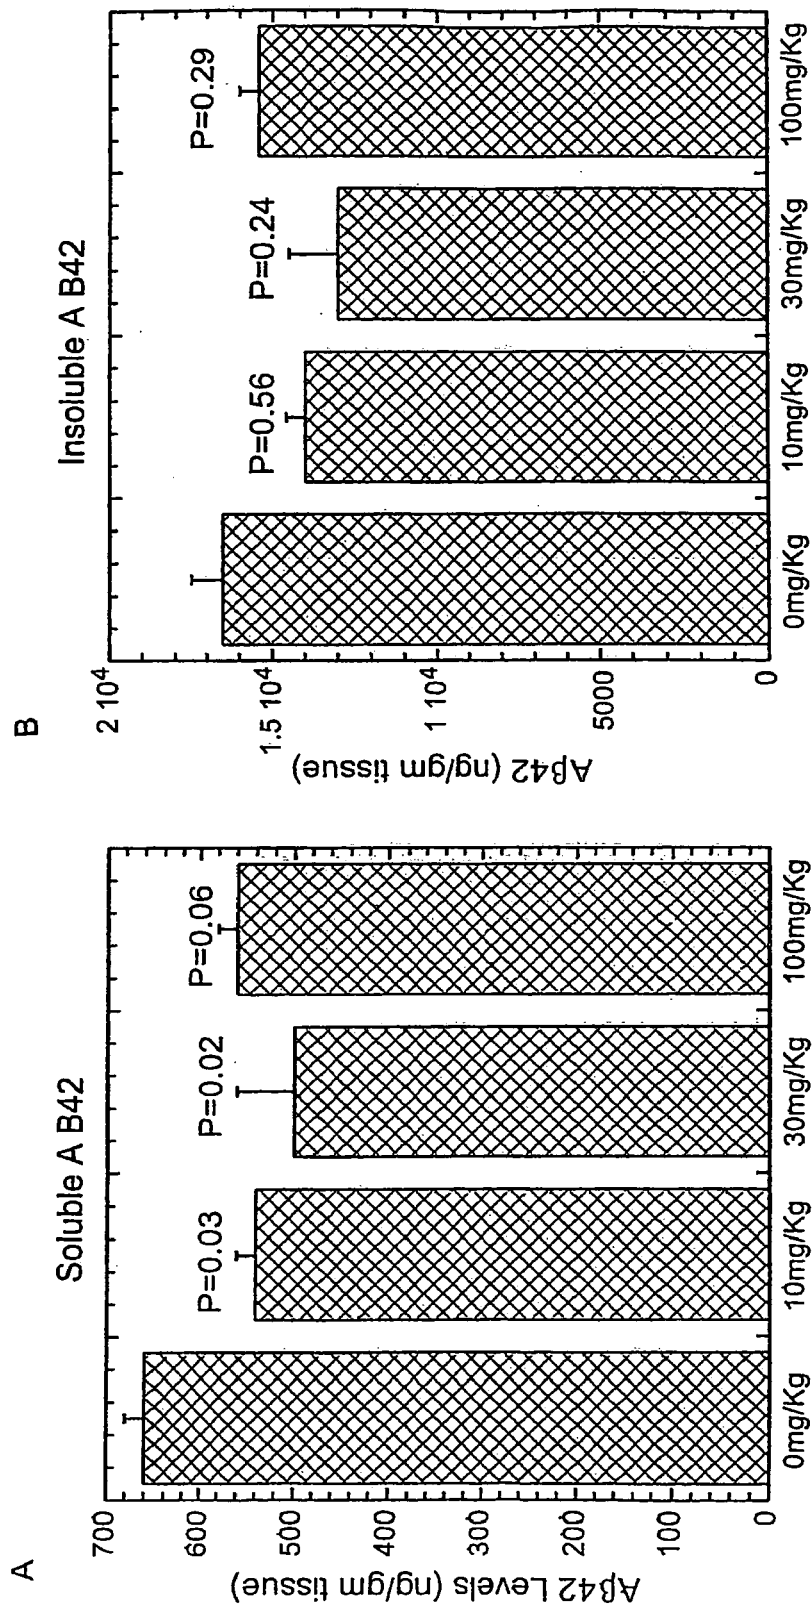 A
Soluble A B42
Aβ42 Levels (ng/gm tissue)
700
600
500
400
300
200
100
0
P=0.03
P=0.02
P=0.06
0mg/Kg
10mg/Kg
30mg/Kg
100mg/Kg
B
Insoluble A B42
Aβ42 (ng/gm tissue)
2 10⁴
1.5 10⁴
1 10⁴
5000
0
P=0.56
P=0.24
P=0.29
0mg/Kg
10mg/Kg
30mg/Kg
100mg/Kg